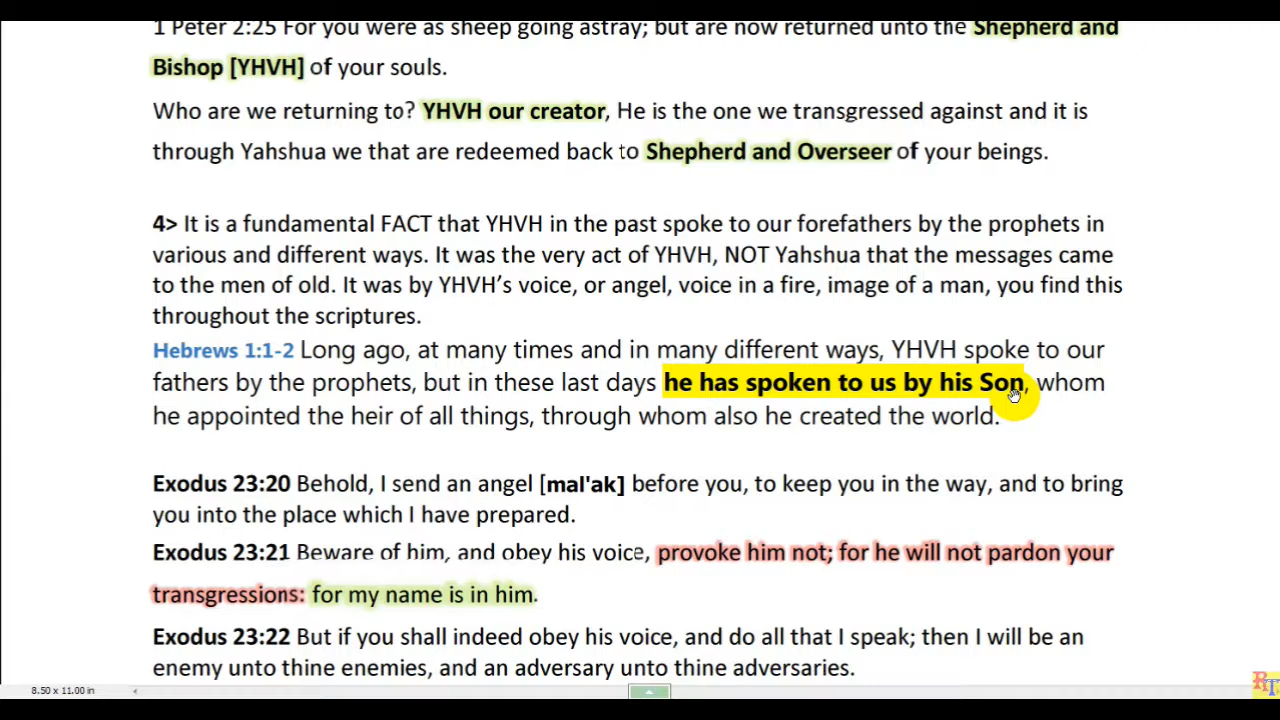 1 Peter 2:25 For you were as sheep going astray; but are now returned unto the Shepherd and
Bishop [YHVH] of your souls.
Who are we returning to? YHVH our creator, He is the one we transgressed against and it is
through Yahshua we that are redeemed back to Shepherd and Overseer of your beings.
4> It is a fundamental FACT that YHVH in the past spoke to our forefathers by the prophets in
various and different ways. It was the very act of YHVH, NOT Yahshua that the messages came
to the men of old. It was by YHVH’s voice, or angel, voice in a fire, image of a man, you find this
throughout the scriptures.
Hebrews 1:1-2 Long ago, at many times and in many different ways, YHVH spoke to our
fathers by the prophets, but in these last days he has spoken to us by his Son, whom
he appointed the heir of all things, through whom also he created the world.
Exodus 23:20 Behold, I send an angel [mal'ak] before you, to keep you in the way, and to bring
you into the place which I have prepared.
Exodus 23:21 Beware of him, and obey his voice, provoke him not; for he will not pardon your
transgressions: for my name is in him.
Exodus 23:22 But if you shall indeed obey his voice, and do all that I speak; then I will be an
enemy unto thine enemies, and an adversary unto thine adversaries.
8.50 x 11.00 in
RT